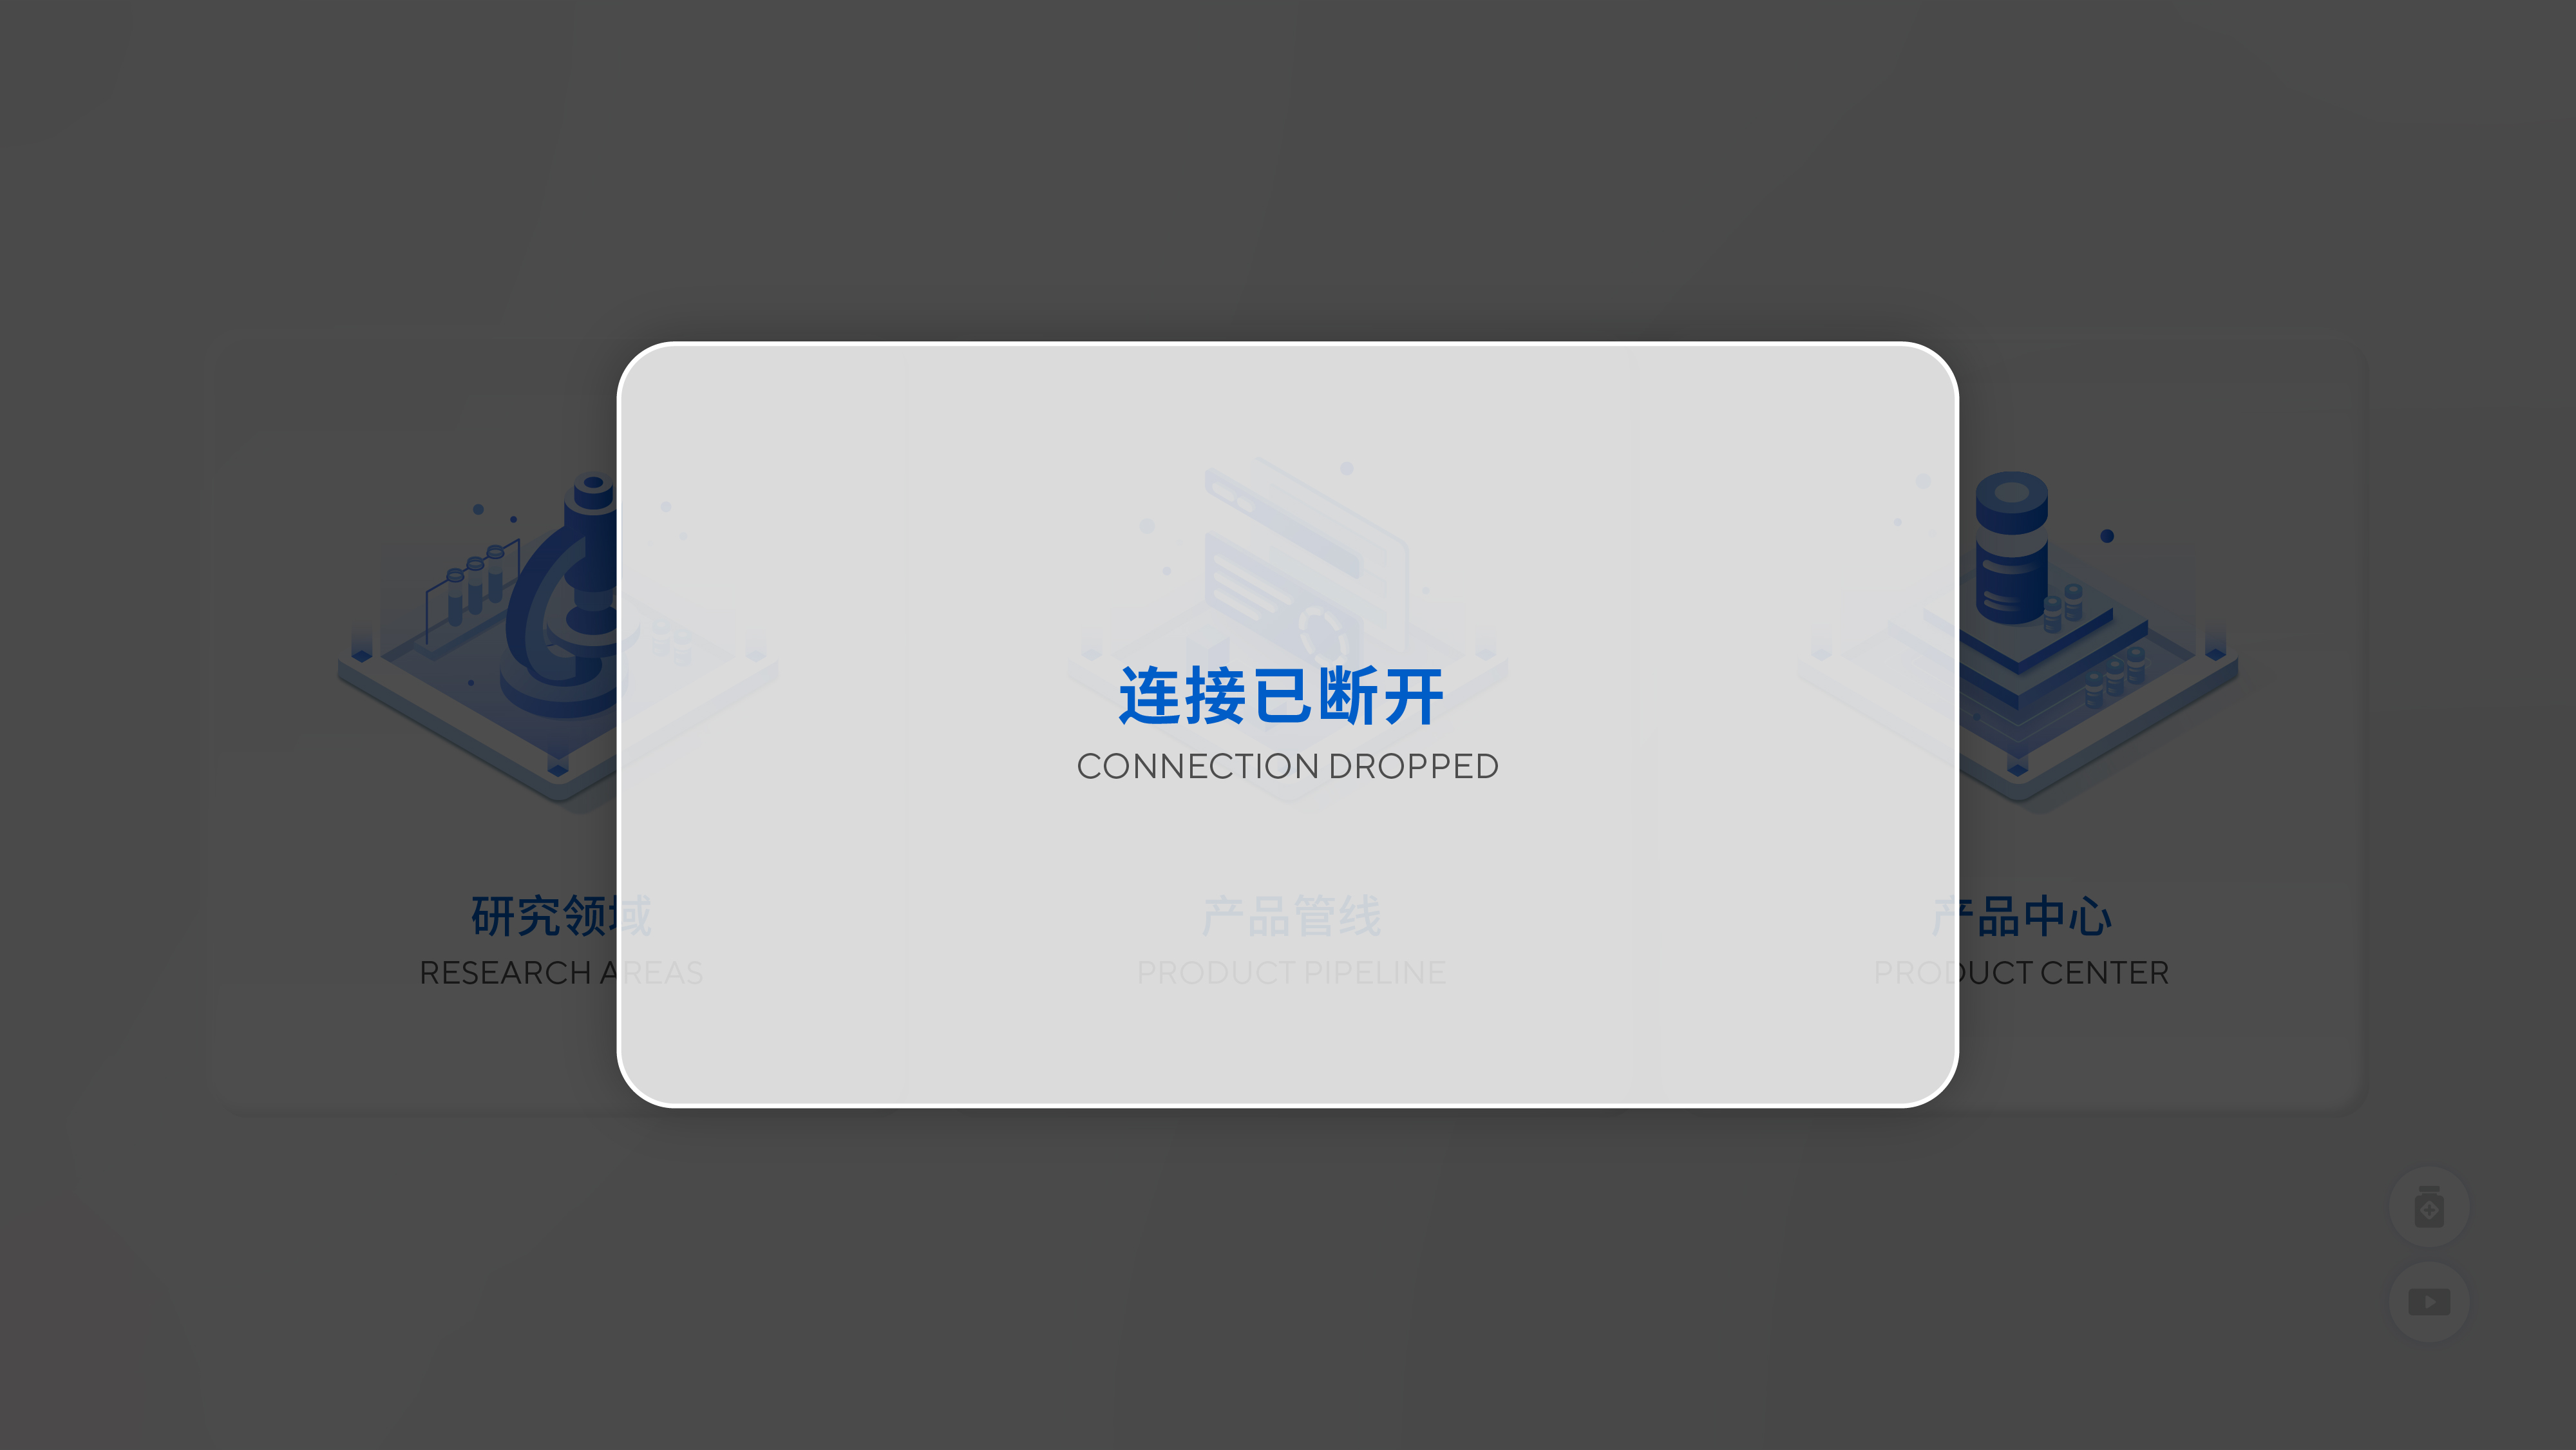 连接已断开
CONNECTION DROPPED
研究领域
RESEARCH AREAS
产品管线
PRODUCT PIPELINE
产品中心
PRODUCT CENTER